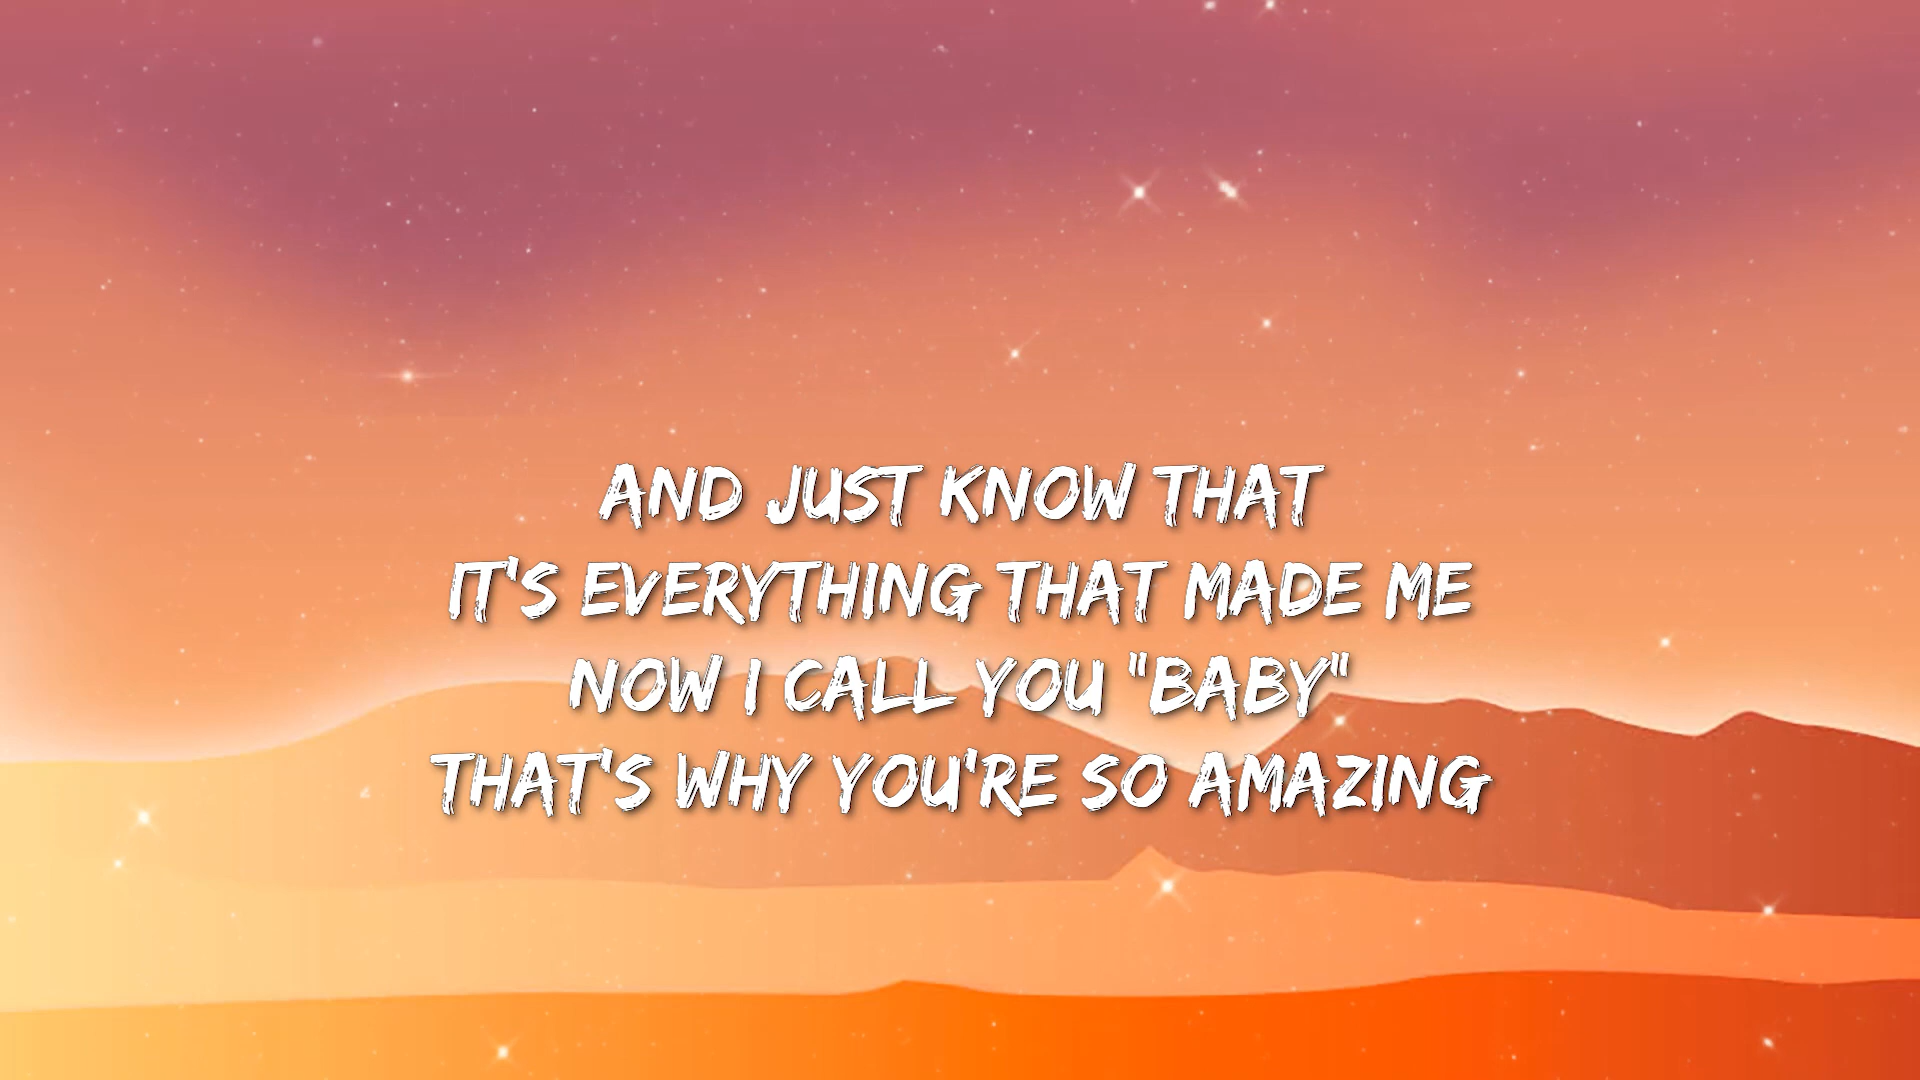 AND JUST KNOW THAT
IT'S EVERYTHING THAT MADE ME
NOW I CALL YOU "BABY"
THAT'S WHY YOU'RE SO AMAZING